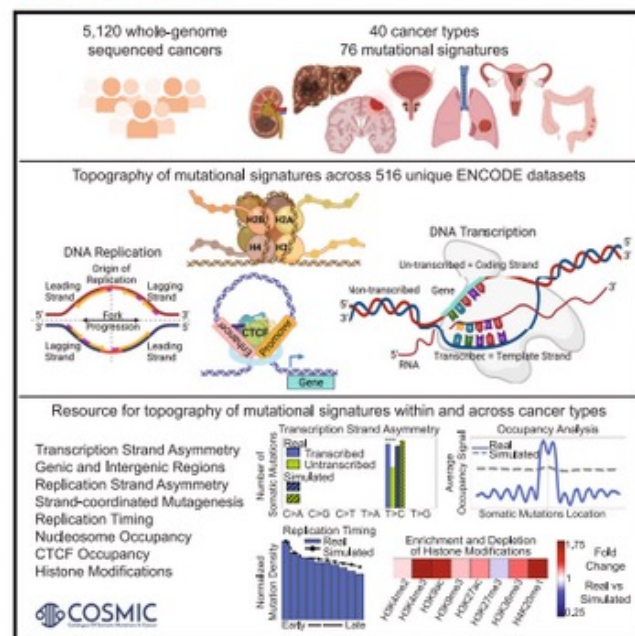 5,120 whole-genome
sequenced cancers
40 cancer types
76 mutational signatures
Topography of mutational signatures across 516 unique ENCODE datasets
DNA Replication
Origin of
Replication
Leading
Strand
Lagging
Strand
5'
3'
3'
5'
Fork
Progression
Lagging
Strand
Leading
Strand
H2B
H2A
H4
H3
Enhancer
CTCF
Promove
Gene
DNA Transcription
Un-transcribed = Coding Strand
Gene
Non-transcribed
5'
3'
5'
3'
3'
5'
RNA
Transcribec = Template Strand
Resource for topography of mutational signatures within and across cancer types
Transcription Strand Asymmetry
Genic and Intergenic Regions
Replication Strand Asymmetry
Strand-coordinated Mutagenesis
Replication Timing
Nucleosome Occupancy
CTCF Occupancy
Histone Modifications
COSMIC
Transcription Strand Asymmetry
Number of
Somatic Mutations
Real
Transcribed
Untranscribed
Simulated
C>A C>G C>T T>A T>C T>G
Occupancy Analysis
Average
Occupancy Signal
Real
Simulated
Somatic Mutations Location
Replication Timing
Normalized
Mutation Density
Real
Simulated
Early
Late
Enrichment and Depletion
of Histone Modifications
H3K4me2
H3K4me3
H3K9ac
H3K9me3
H3K27ac
H3K27me3
H3K36me3
H4K20me1
1.75
Fold
Change
Real vs
Simulated
0.25